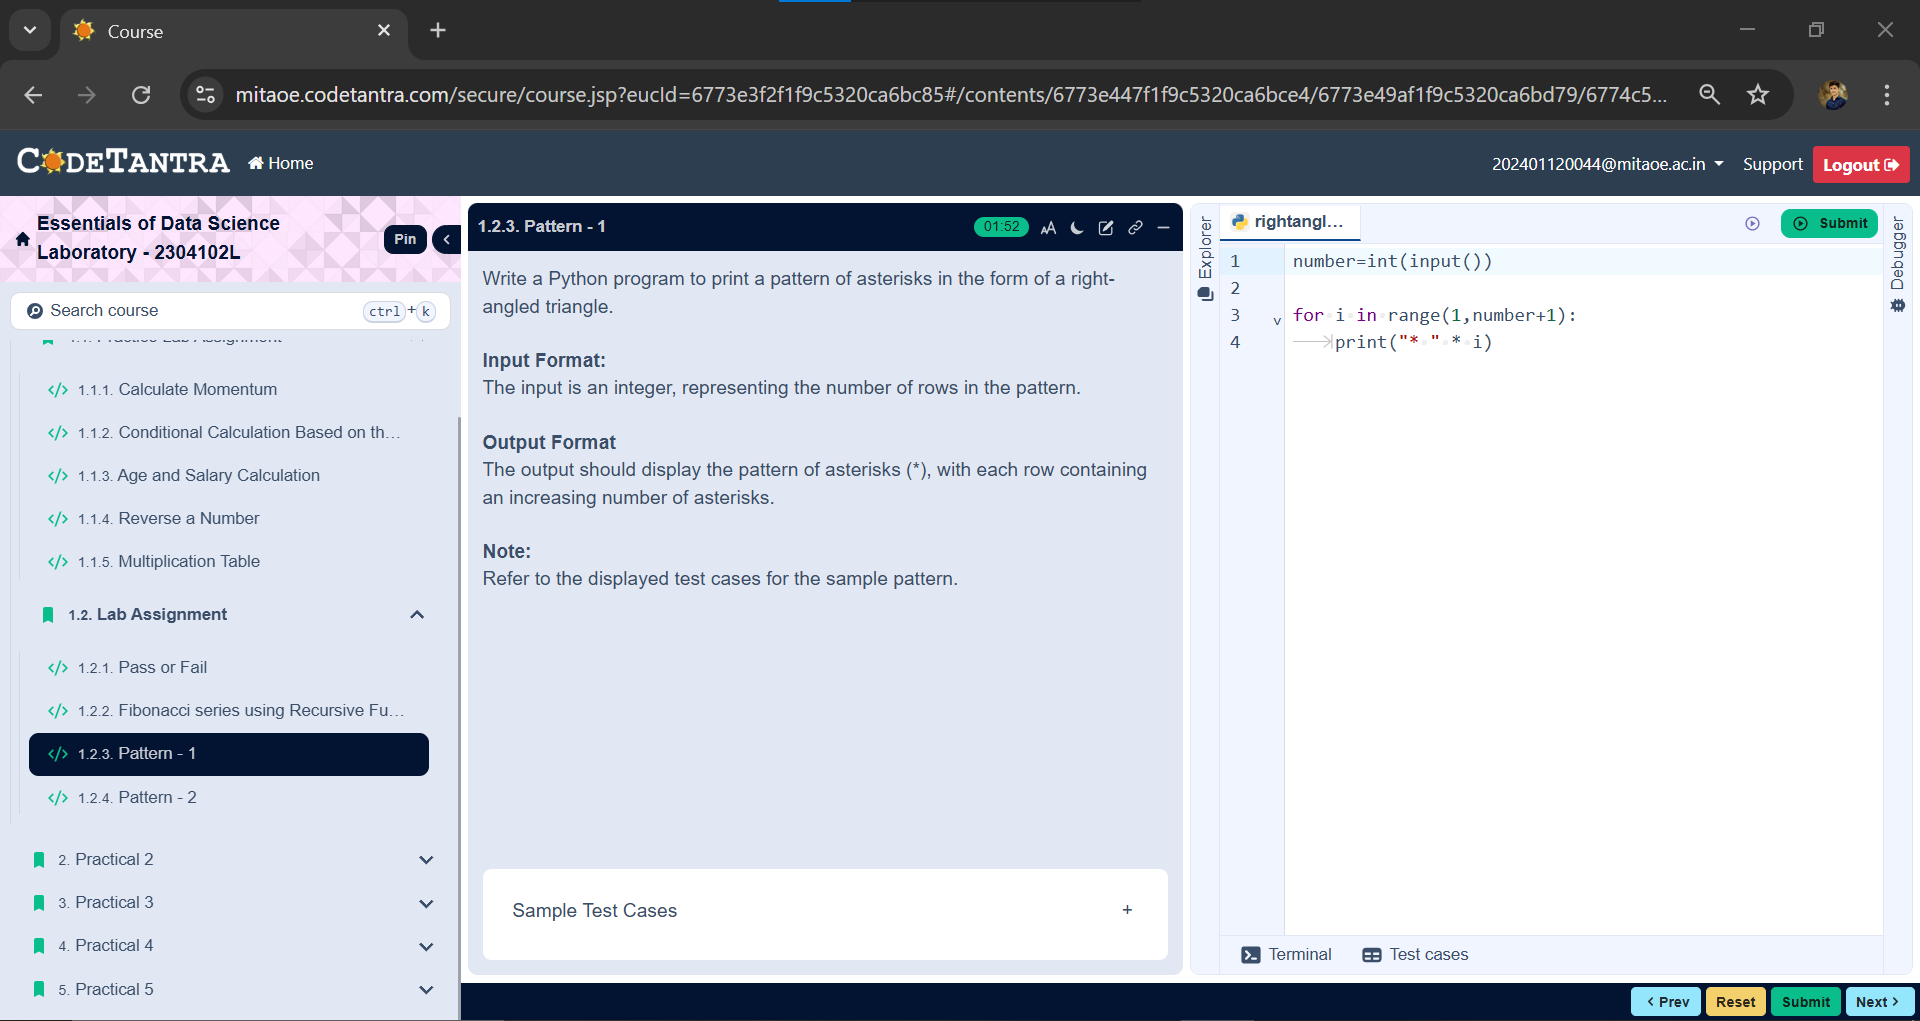 Course
mitaoe.codetantra.com/secure/course.jsp?eucId=6773e3f2f1f9c5320ca6bc85#/contents/6773e447f1f9c5320ca6bce4/6773e49af1f9c5320ca6bd79/6774c5...
CODETANTRA
Home
202401120044@mitaoe.ac.in
Support
Logout
Essentials of Data Science
Laboratory - 2304102L
Pin
Search course
ctrl + k
1.1. Practice Lab Assignment
1.1.1. Calculate Momentum
1.1.2. Conditional Calculation Based on th...
1.1.3. Age and Salary Calculation
1.1.4. Reverse a Number
1.1.5. Multiplication Table
1.2. Lab Assignment
1.2.1. Pass or Fail
1.2.2. Fibonacci series using Recursive Fu...
1.2.3. Pattern - 1
1.2.4. Pattern - 2
2. Practical 2
3. Practical 3
4. Practical 4
5. Practical 5
1.2.3. Pattern - 1
01:52
Write a Python program to print a pattern of asterisks in the form of a right-
angled triangle.
Input Format:
The input is an integer, representing the number of rows in the pattern.
Output Format
The output should display the pattern of asterisks (*), with each row containing
an increasing number of asterisks.
Note:
Refer to the displayed test cases for the sample pattern.
Sample Test Cases
+
Explorer
rightangl...
Submit
Debugger
1 number=int(input())
2
3 for i in range(1,number+1):
4 print("* " * i)
Terminal
Test cases
< Prev
Reset
Submit
Next >